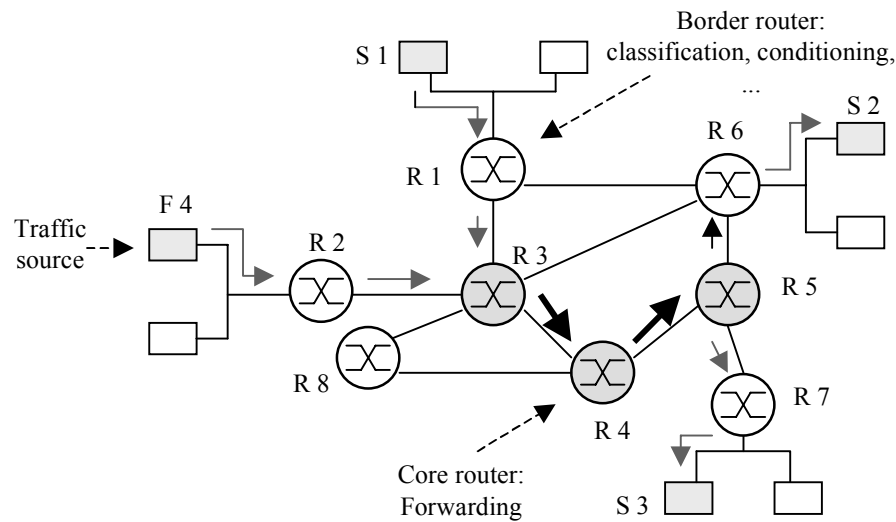 Border router:
classification, conditioning,
...
S 1
S 2
R 6
R 1
F 4
Traffic
source
R 2
R 3
R 5
R 8
R 7
R 4
Core router:
Forwarding
S 3